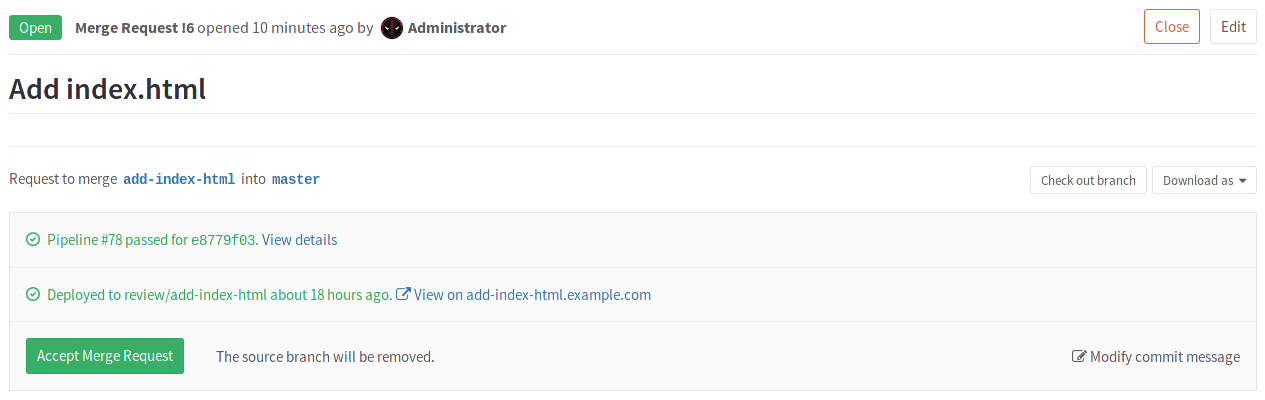 Open Merge Request !6 opened 10 minutes ago by Administrator Close Edit
Add index.html
Request to merge add-index-html into master Check out branch Download as
Pipeline #78 passed for e8779f03. View details
Deployed to review/add-index-html about 18 hours ago. View on add-index-html.example.com
Accept Merge Request The source branch will be removed. Modify commit message